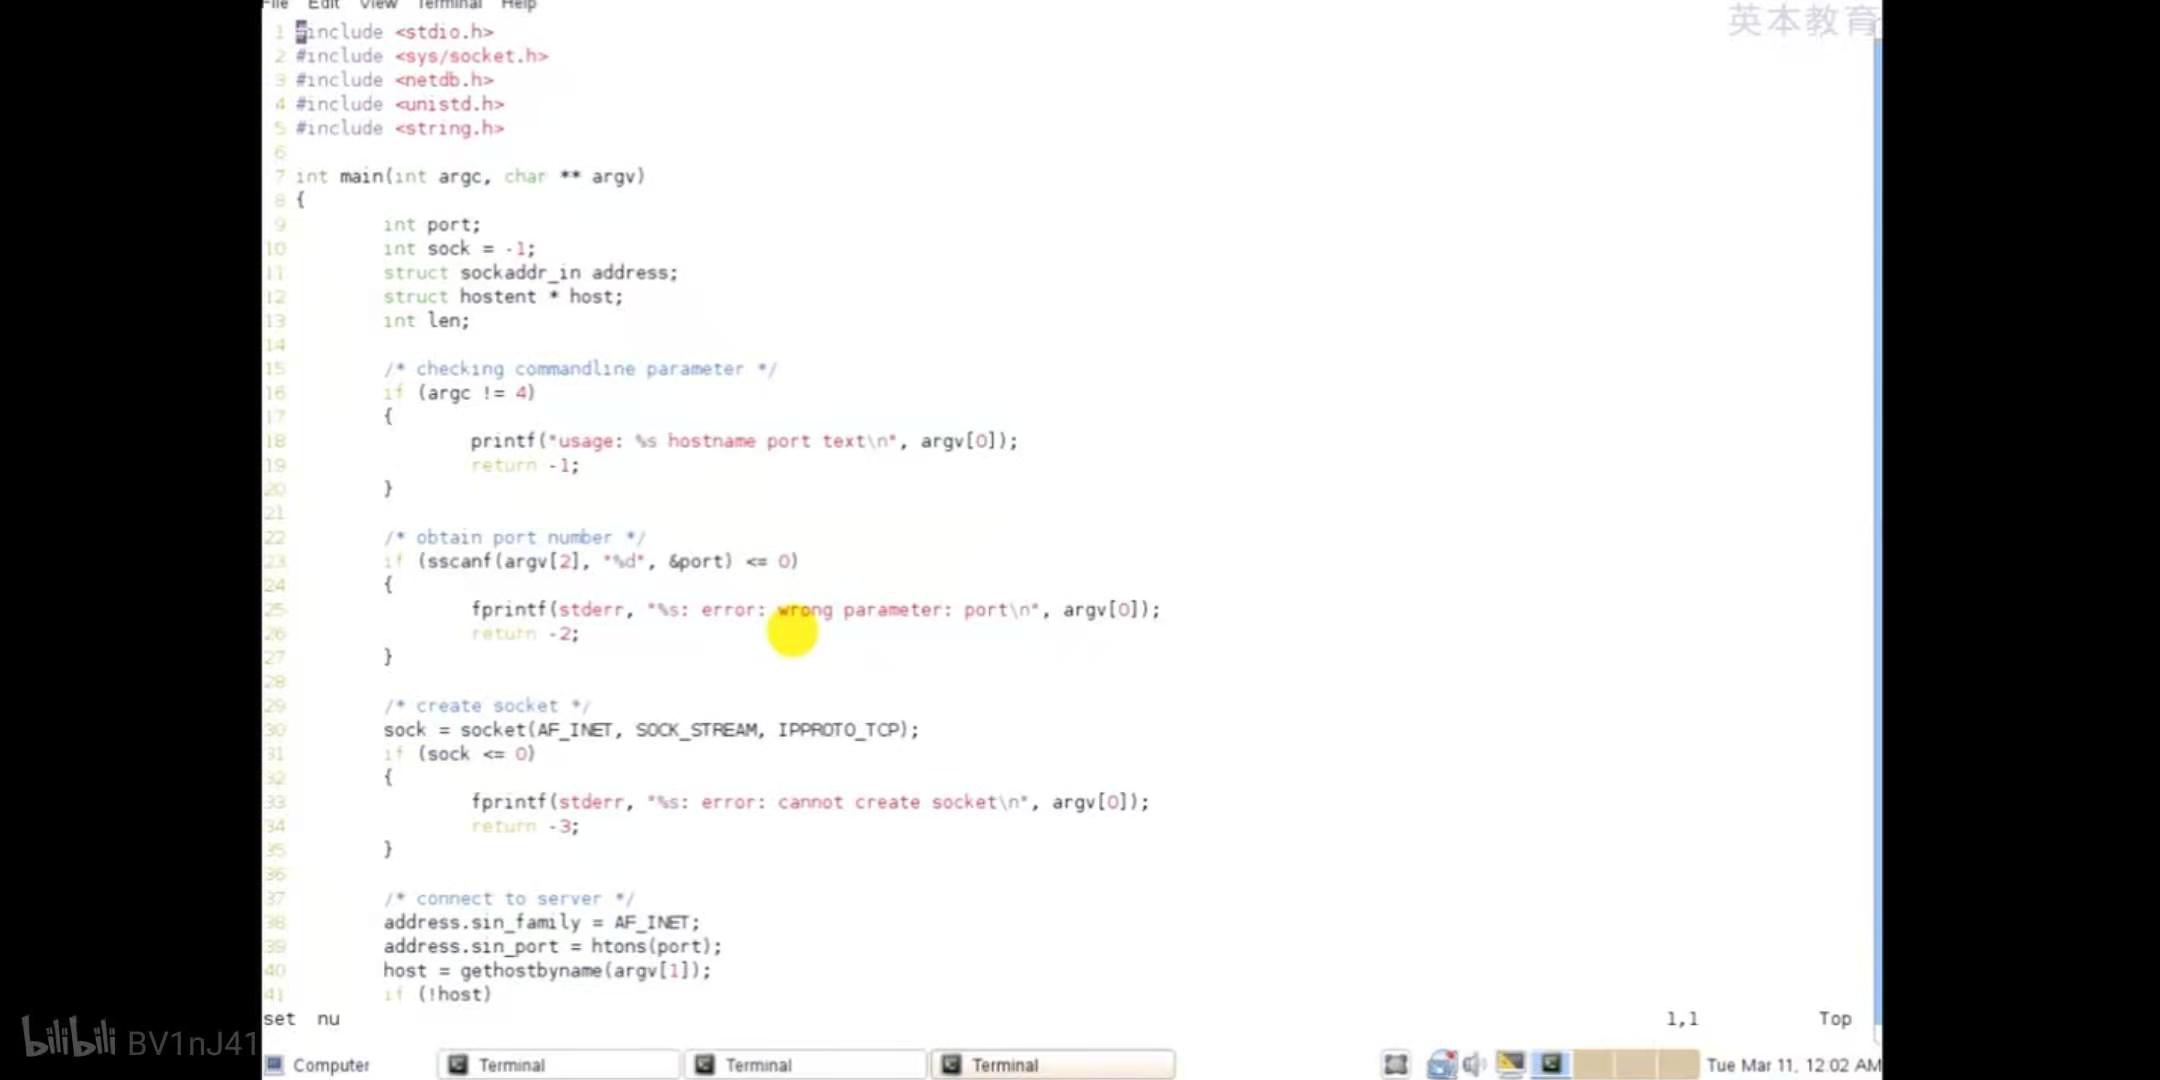 File Edit View Terminal Help
英本教育
1 #include <stdio.h>
2 #include <sys/socket.h>
3 #include <netdb.h>
4 #include <unistd.h>
5 #include <string.h>
6
7 int main(int argc, char ** argv)
8 {
9 int port;
10 int sock = -1;
11 struct sockaddr_in address;
12 struct hostent * host;
13 int len;
14
15 /* checking commandline parameter */
16 if (argc != 4)
17 {
18 printf("usage: %s hostname port text\n", argv[0]);
19 return -1;
20 }
21
22 /* obtain port number */
23 if (sscanf(argv[2], "%d", &port) <= 0)
24 {
25 fprintf(stderr, "%s: error: wrong parameter: port\n", argv[0]);
26 return -2;
27 }
28
29 /* create socket */
30 sock = socket(AF_INET, SOCK_STREAM, IPPROTO_TCP);
31 if (sock <= 0)
32 {
33 fprintf(stderr, "%s: error: cannot create socket\n", argv[0]);
34 return -3;
35 }
36
37 /* connect to server */
38 address.sin_family = AF_INET;
39 address.sin_port = htons(port);
40 host = gethostbyname(argv[1]);
41 if (!host)
set nu 1,1 Top
bilibili BV1nJ41
Computer Terminal Terminal Terminal Tue Mar 11, 12:02 AM